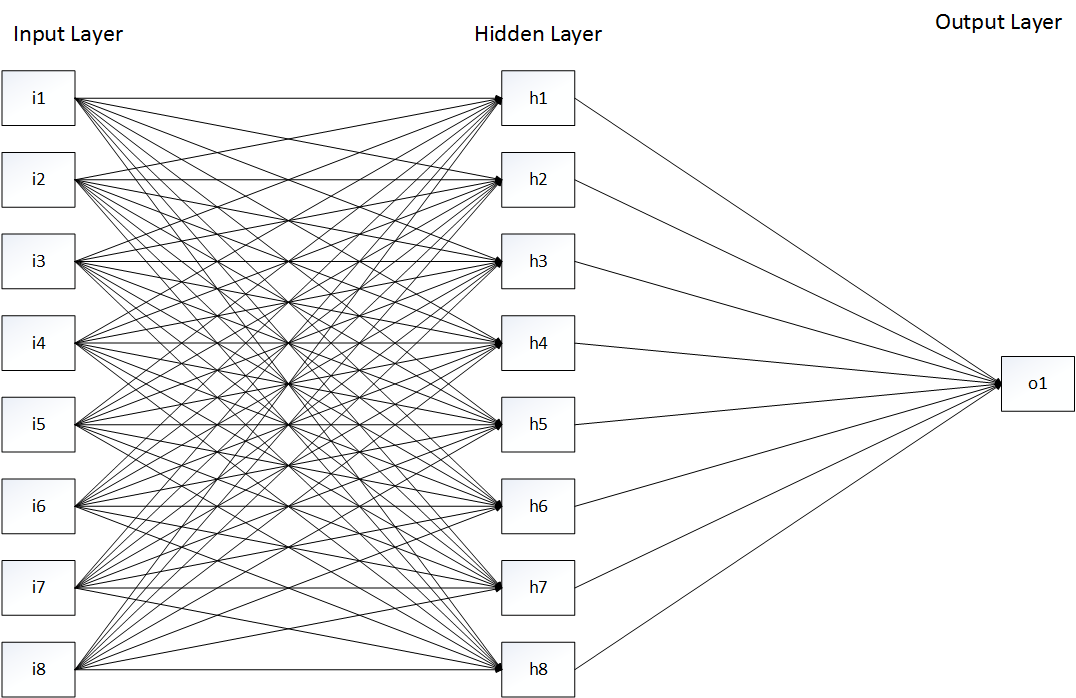 Input Layer
Hidden Layer
Output Layer
i1
h1
i2
h2
i3
h3
i4
h4
o1
i5
h5
i6
h6
i7
h7
i8
h8